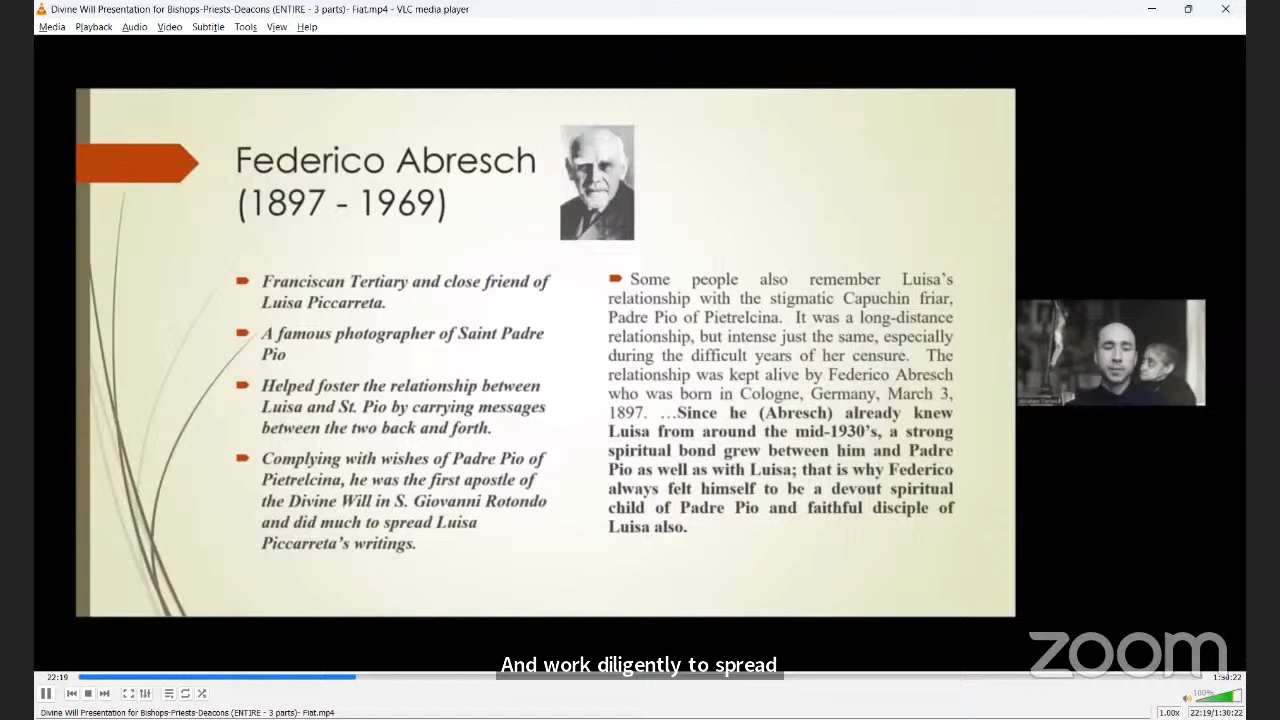 Divine Will Presentation for Bishops-Priests-Deacons (ENTIRE - 3 parts)- Fiat.mp4 - VLC media player
Media Playback Audio Video Subtitle Tools View Help
Federico Abresch
(1897 - 1969)
Franciscan Tertiary and close friend of
Luisa Piccarreta.
A famous photographer of Saint Padre
Pio
Helped foster the relationship between
Luisa and St. Pio by carrying messages
between the two back and forth.
Complying with wishes of Padre Pio of
Pietrelcina, he was the first apostle of
the Divine Will in S. Giovanni Rotondo
and did much to spread Luisa
Piccarreta’s writings.
Some people also remember Luisa’s
relationship with the stigmatic Capuchin friar,
Padre Pio of Pietrelcina. It was a long-distance
relationship, but intense just the same, especially
during the difficult years of her censure. The
relationship was kept alive by Federico Abresch
who was born in Cologne, Germany, March 3,
1897. …Since he (Abresch) already knew
Luisa from around the mid-1930’s, a strong
spiritual bond grew between him and Padre
Pio as well as with Luisa; that is why Federico
always felt himself to be a devout spiritual
child of Padre Pio and faithful disciple of
Luisa also.
zoom
And work diligently to spread
22:19
1:30:22
100%
Divine Will Presentation for Bishops-Priests-Deacons (ENTIRE - 3 parts)- Fiat.mp4
1.00x
22:19/1:30:22